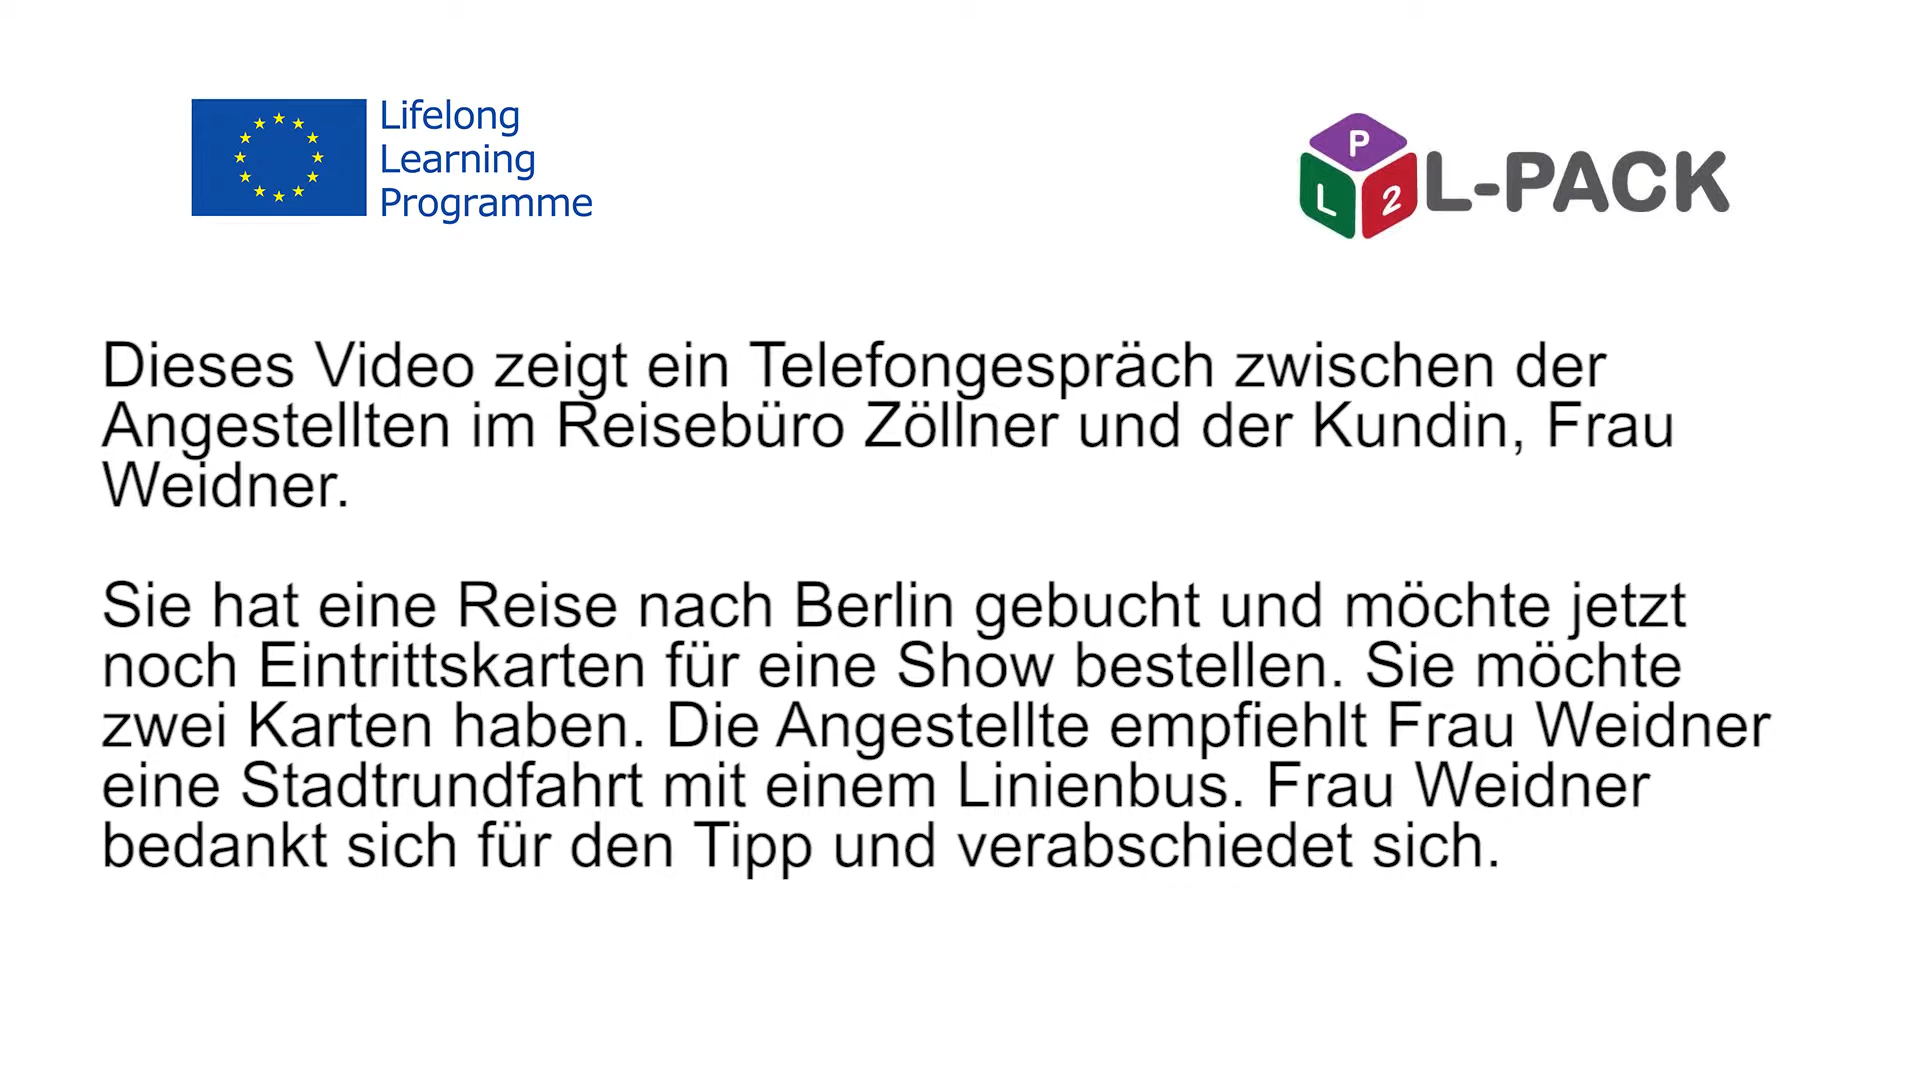 Lifelong
Learning
Programme
P
L
2
L-PACK
Dieses Video zeigt ein Telefongespräch zwischen der
Angestellten im Reisebüro Zöllner und der Kundin, Frau
Weidner.
Sie hat eine Reise nach Berlin gebucht und möchte jetzt
noch Eintrittskarten für eine Show bestellen. Sie möchte
zwei Karten haben. Die Angestellte empfiehlt Frau Weidner
eine Stadtrundfahrt mit einem Linienbus. Frau Weidner
bedankt sich für den Tipp und verabschiedet sich.